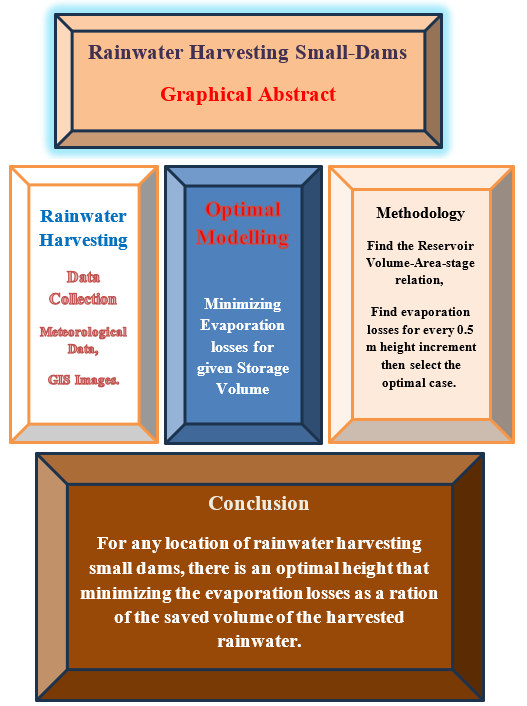 Rainwater Harvesting Small-Dams
Graphical Abstract
Rainwater
Harvesting
Data
Collection
Meteorological
Data,
GIS Images.
Optimal
Modelling
Minimizing
Evaporation
losses for
given Storage
Volume
Methodology
Find the Reservoir
Volume-Area-stage
relation,
Find evaporation
losses for every 0.5
m height increment
then select the
optimal case.
Conclusion
For any location of rainwater harvesting
small dams, there is an optimal height that
minimizing the evaporation losses as a ration
of the saved volume of the harvested
rainwater.